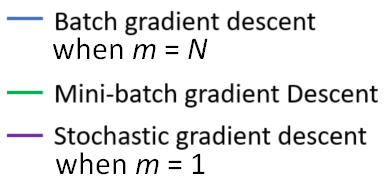 Batch gradient descent
when m = N
Mini-batch gradient Descent
Stochastic gradient descent
when m = 1